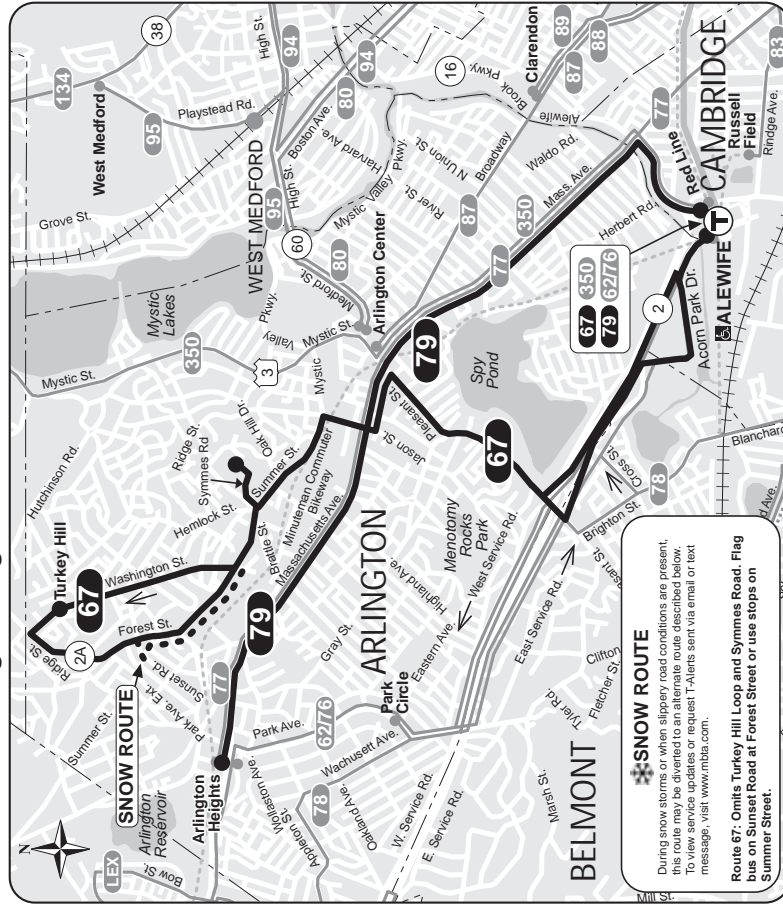 N
LEX
Bow St.
Arlington
Reservoir
SNOW ROUTE
Summer St.
Park Ave. Ext.
Sunset Rd.
2A
Ridge St.
Forest St.
67
Turkey Hill
Washington St.
Hutchinson Rd.
Hemlock St.
Ridge St.
Symmes Rd
Oak Hill Dr.
Summer St.
Mystic St.
350
Mystic
Lakes
3
Mystic
Valley
Pkwy.
Mystic St.
Grove St.
WEST MEDFORD
West Medford
134
95
Playstead Rd.
38
High St.
94
95
High St.
60
80
Medford St.
Boston Ave.
80
94
Harvard Ave.
Mystic Valley
Pkwy.
River St.
N Union St.
16
Alewife
Brook Pkwy.
Broadway
87
Clarendon
89
87
88
Arlington Center
Arlington
Heights
77
79
Brattle St.
Minuteman Commuter
Bikeway
Massachusetts Ave.
Jason St.
Pleasant St.
79
67
Spy
Pond
77
350
Mass. Ave.
Waldo Rd.
Herbert Rd.
77
83
Red Line
CAMBRIDGE
Russell
Field
Rindge Ave.
67 350
79 62/76
T
ALEWIFE
2
Acorn Park Dr.
ARLINGTON
Gray St.
Menotomy
Rocks
Park
Highland Ave.
Eastern Ave.
West Service Rd.
East Service Rd.
Park
Circle
Park Ave.
62/76
Wachusett Ave.
Wollaston Ave.
Appleton St.
78
Oakland Ave.
W. Service Rd.
E. Service Rd.
Marsh St.
BELMONT
Tyler Rd.
Fletcher St.
Clifton
asant St.
Brighton St.
Cross St.
78
Blanchard
d Ave.
Mill St.
SNOW ROUTE
During snow storms or when slippery road conditions are present,
this route may be diverted to an alternate route described below.
To view service updates or request T-Alerts sent via email or text
message, visit www.mbta.com.
Route 67: Omits Turkey Hill Loop and Symmes Road. Flag
bus on Sunset Road at Forest Street or use stops on
Summer Street.